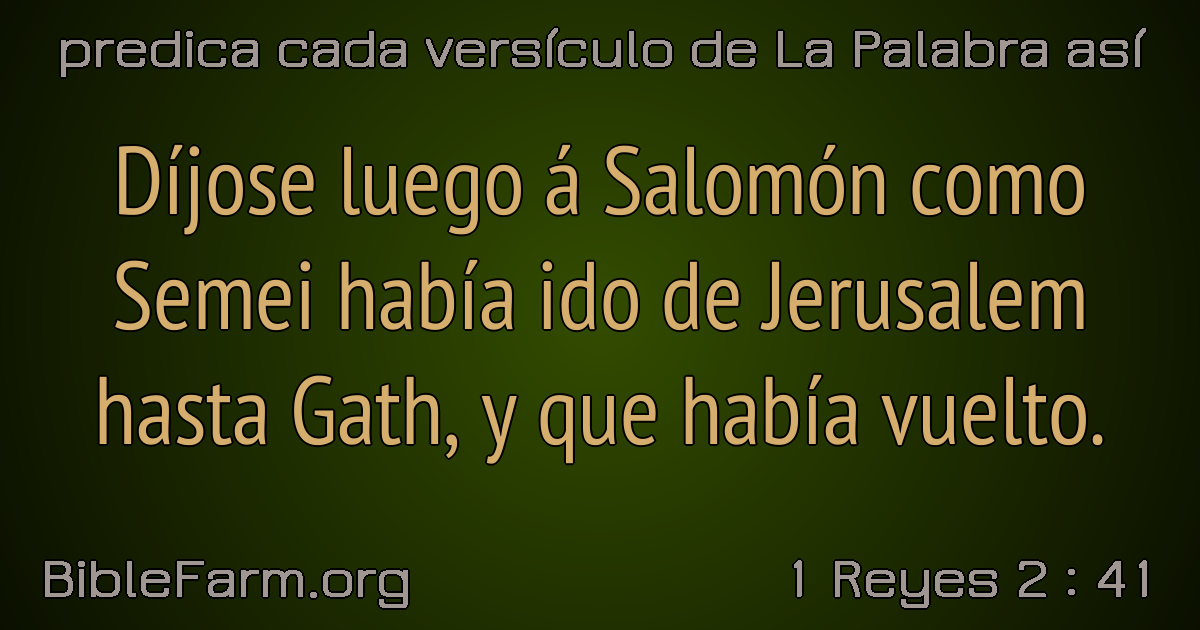 predica cada versículo de La Palabra así
Díjose luego á Salomón como
Semei había ido de Jerusalem
hasta Gath, y que había vuelto.
BibleFarm.org
1 Reyes 2 : 41